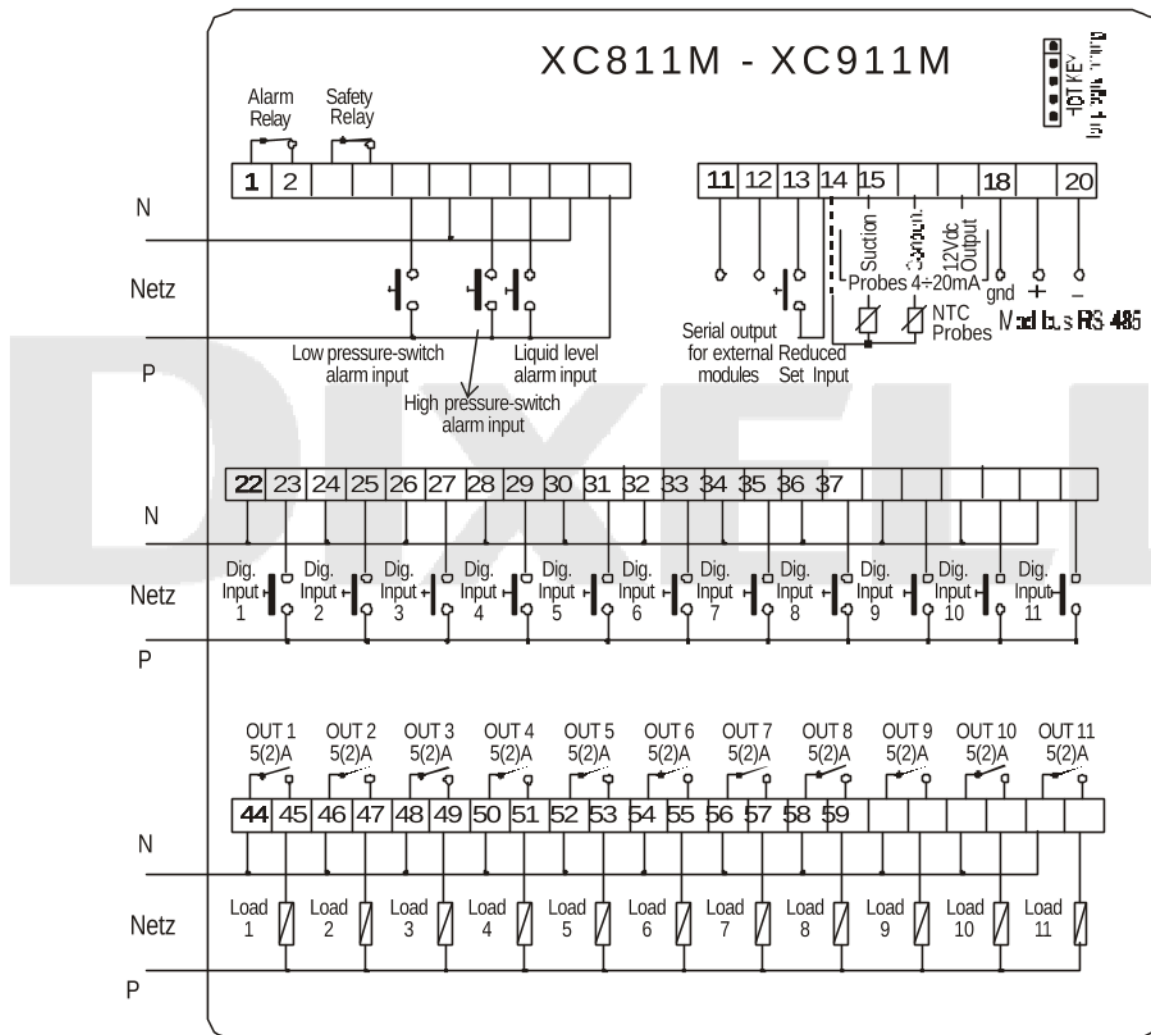 XC811M - XC911M
HOT KEY
Alarm
Relay
Safety
Relay
1 2
11 12 13 14 15 18 20
N
Netz
P
Suction
12Vdc
Output
Probes 4÷20mA
gnd + -
Modbus RS 485
NTC
Probes
Low pressure-switch
alarm input
High pressure-switch
alarm input
Liquid level
alarm input
Serial output
for external
modules
Reduced
Set Input
DIXELL
22 23 24 25 26 27 28 29 30 31 32 33 34 35 36 37
N
Netz
P
Dig.
Input
1
Dig.
Input
2
Dig.
Input
3
Dig.
Input
4
Dig.
Input
5
Dig.
Input
6
Dig.
Input
7
Dig.
Input
8
Dig.
Input
9
Dig.
Input
10
Dig.
Input
11
OUT 1
5(2)A
OUT 2
5(2)A
OUT 3
5(2)A
OUT 4
5(2)A
OUT 5
5(2)A
OUT 6
5(2)A
OUT 7
5(2)A
OUT 8
5(2)A
OUT 9
5(2)A
OUT 10
5(2)A
OUT 11
5(2)A
44 45 46 47 48 49 50 51 52 53 54 55 56 57 58 59
N
Netz
P
Load
1
Load
2
Load
3
Load
4
Load
5
Load
6
Load
7
Load
8
Load
9
Load
10
Load
11